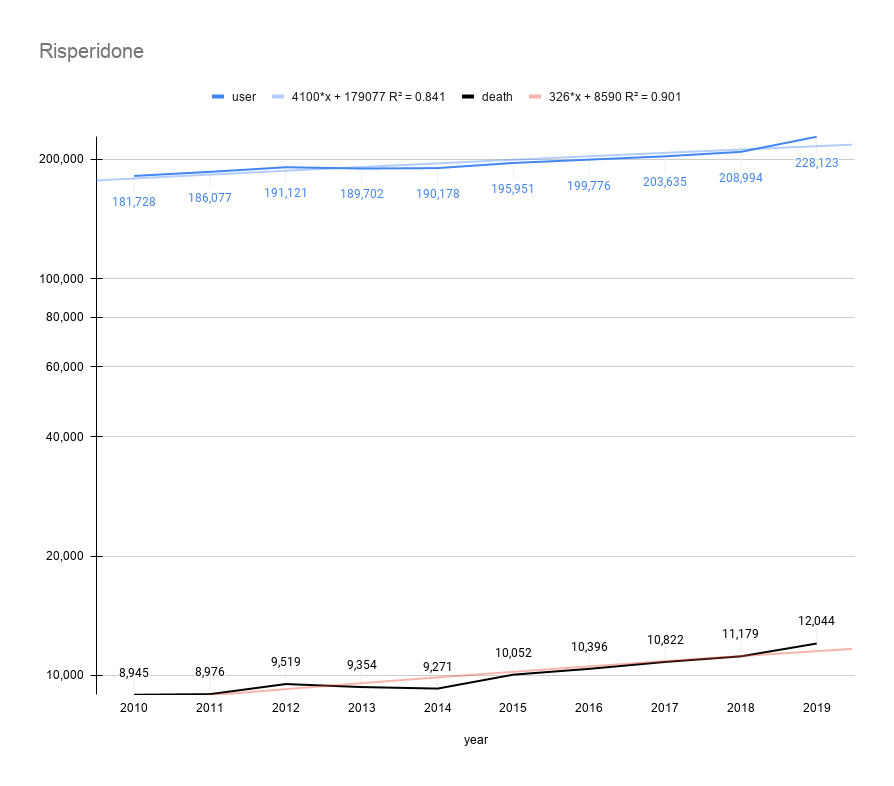 Risperidone
user 4100*x + 179077 R² = 0.841 death 326*x + 8590 R² = 0.901
200,000
181,728 186,077 191,121 189,702 190,178 195,951 199,776 203,635 208,994 228,123
100,000
80,000
60,000
40,000
20,000
8,945 8,976 9,519 9,354 9,271 10,052 10,396 10,822 11,179 12,044
10,000
2010 2011 2012 2013 2014 2015 2016 2017 2018 2019
year